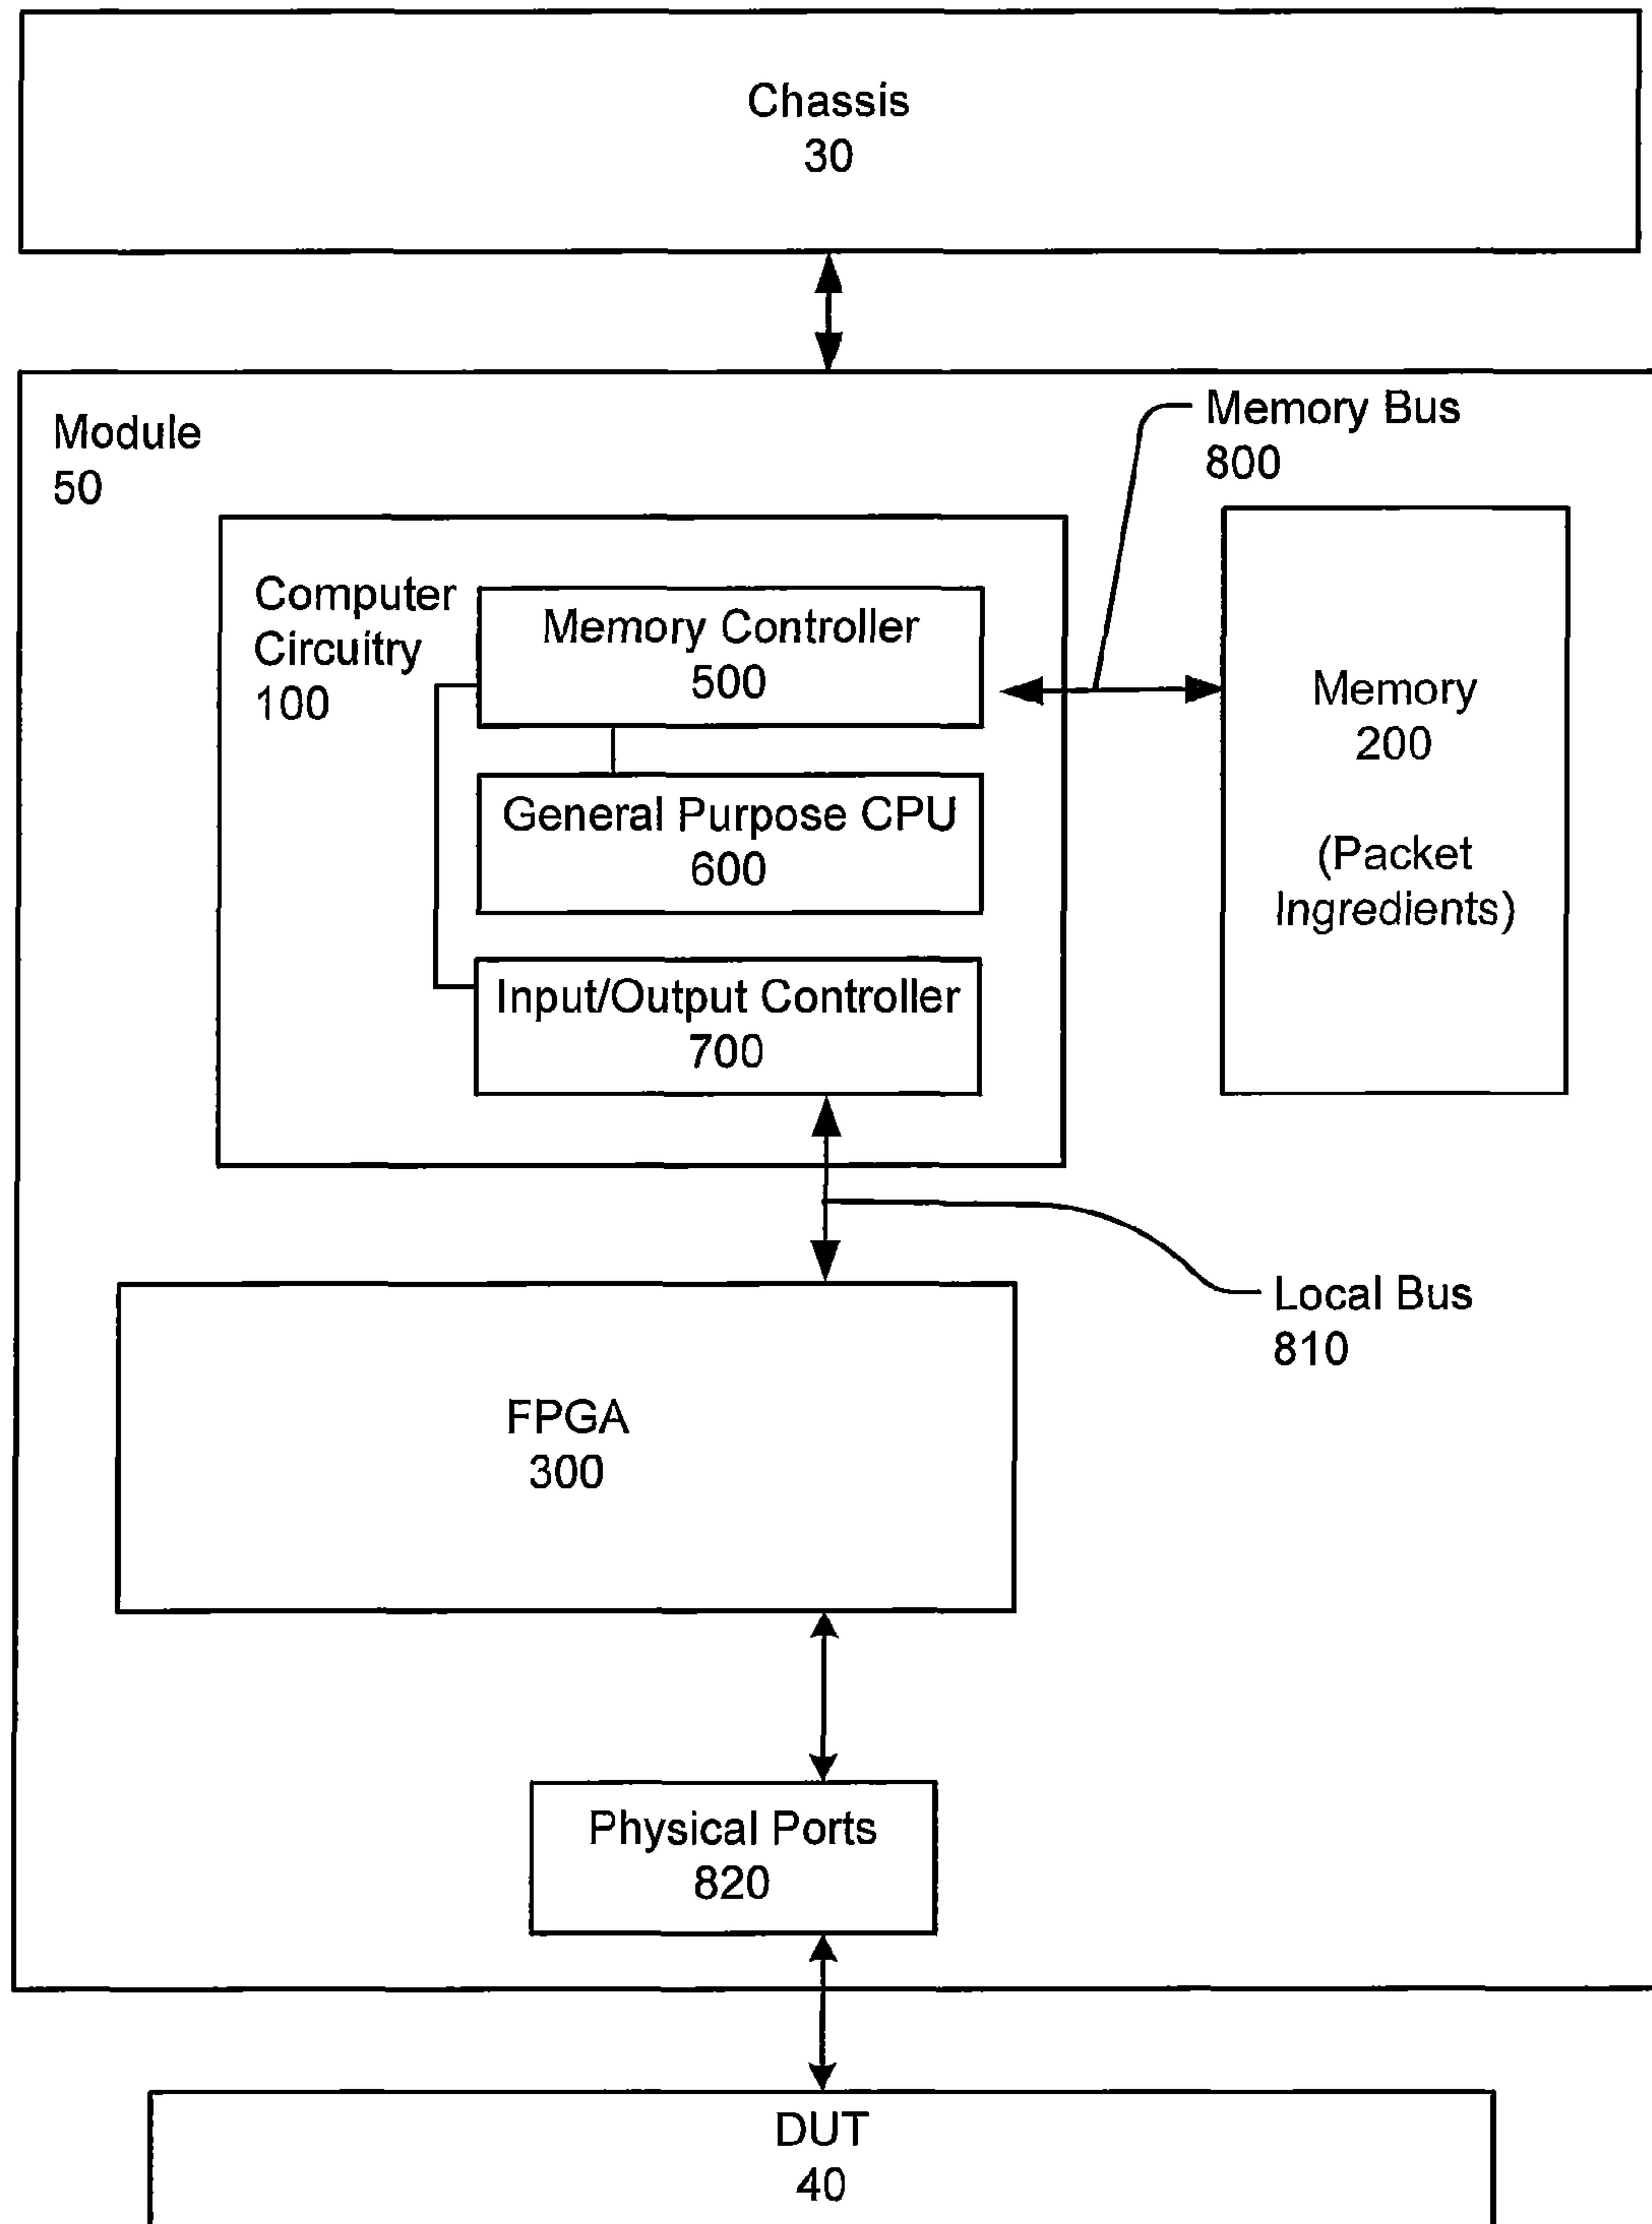 Chassis
30
Module
50
Memory Bus
800
Computer
Circuitry
100
Memory Controller
500
General Purpose CPU
600
Input/Output Controller
700
Memory
200
(Packet
Ingredients)
Local Bus
810
FPGA
300
Physical Ports
820
DUT
40